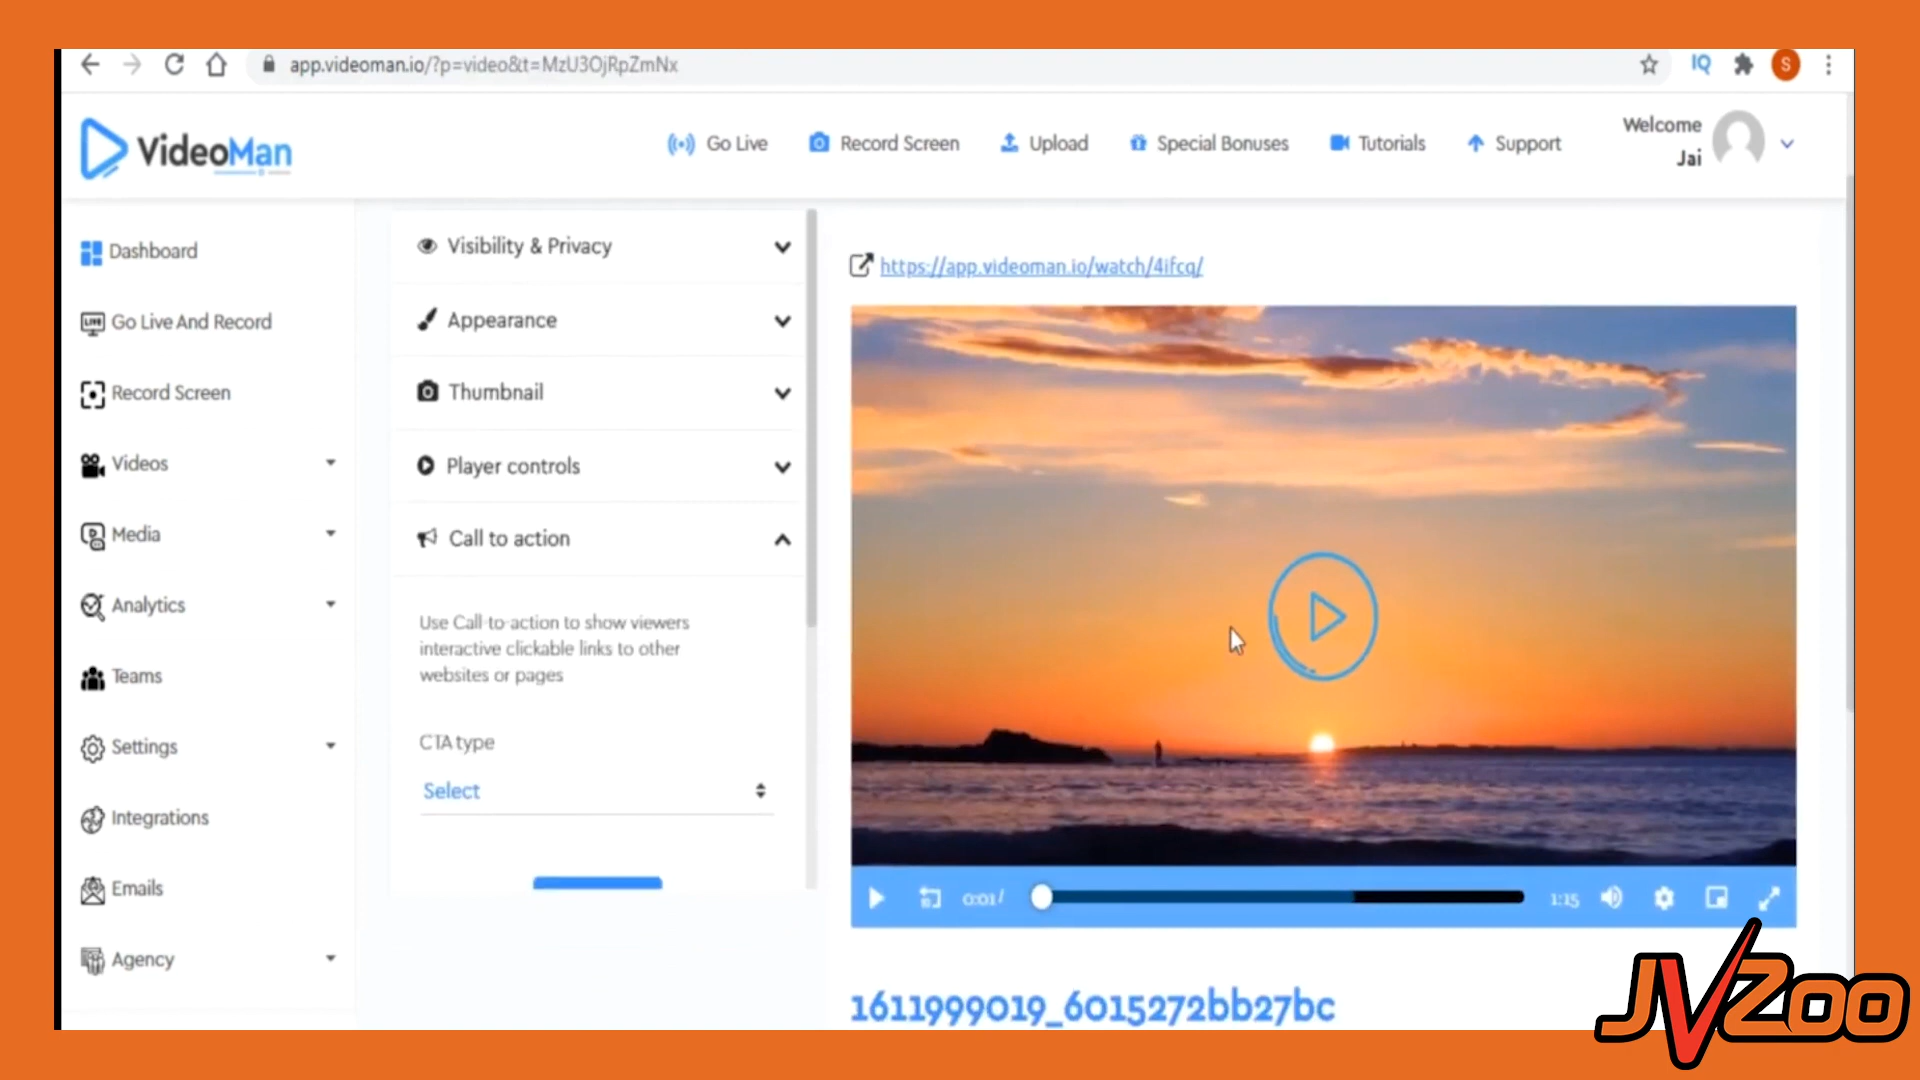 app.videoman.io/?p=video&t=MzU3OjRpZmNx
IQ
S
VideoMan
Go Live
Record Screen
Upload
Special Bonuses
Tutorials
Support
Welcome
Jai
Dashboard
Go Live And Record
Record Screen
Videos
Media
Analytics
Teams
Settings
Integrations
Emails
Agency
Visibility & Privacy
Appearance
Thumbnail
Player controls
Call to action
Use Call-to-action to show viewers
interactive clickable links to other
websites or pages
CTA type
Select
https://app.videoman.io/watch/4ifcq/
0:01 /
1:15
1611999019_6015272bb27bc
JVZoo